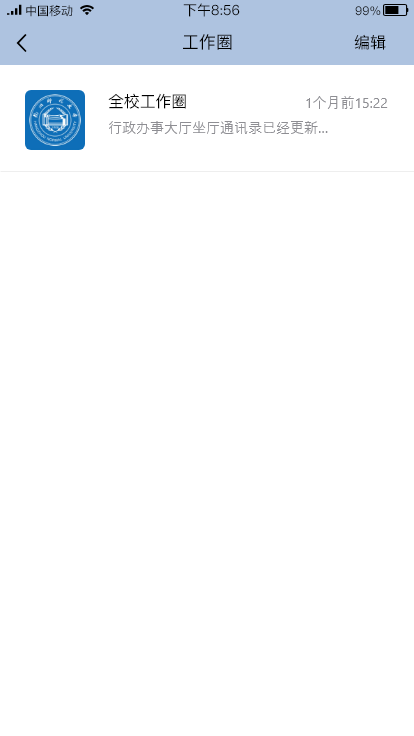 中国移动 下午8:56 99%
工作圈 编辑
全校工作圈 1个月前15:22
行政办事大厅坐厅通讯录已经更新...